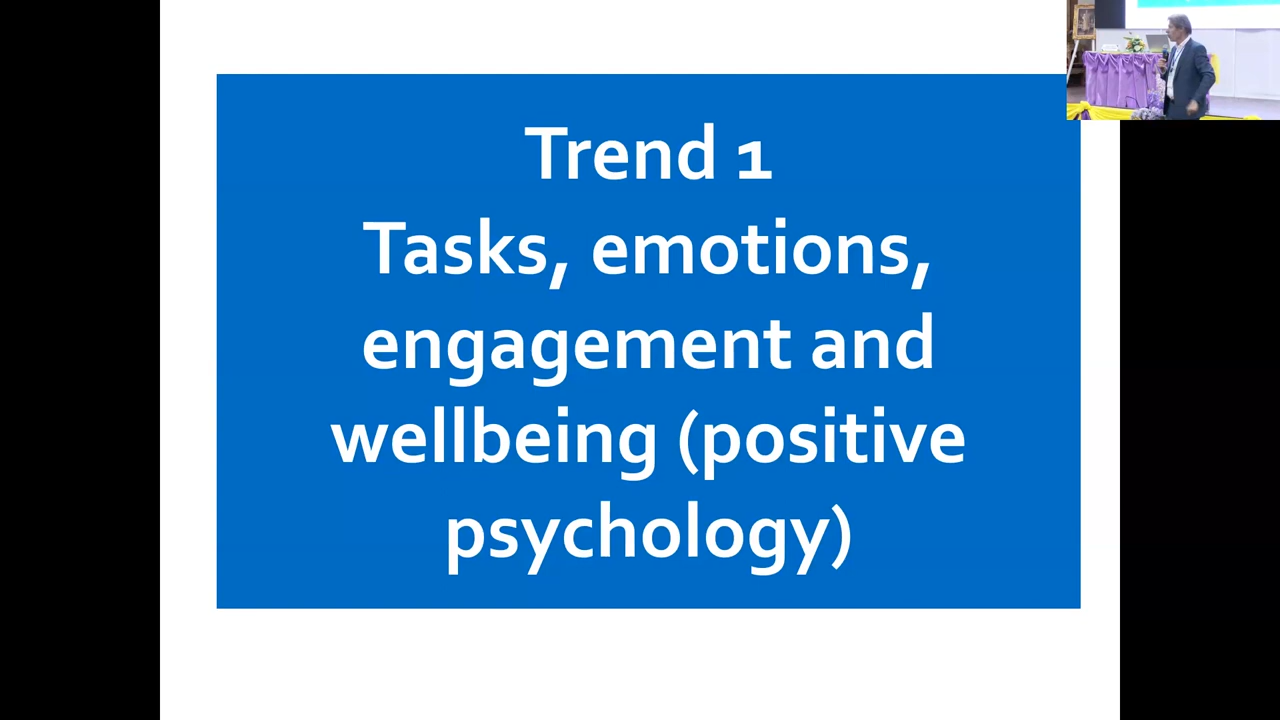 Trend 1
Tasks, emotions,
engagement and
wellbeing (positive
psychology)